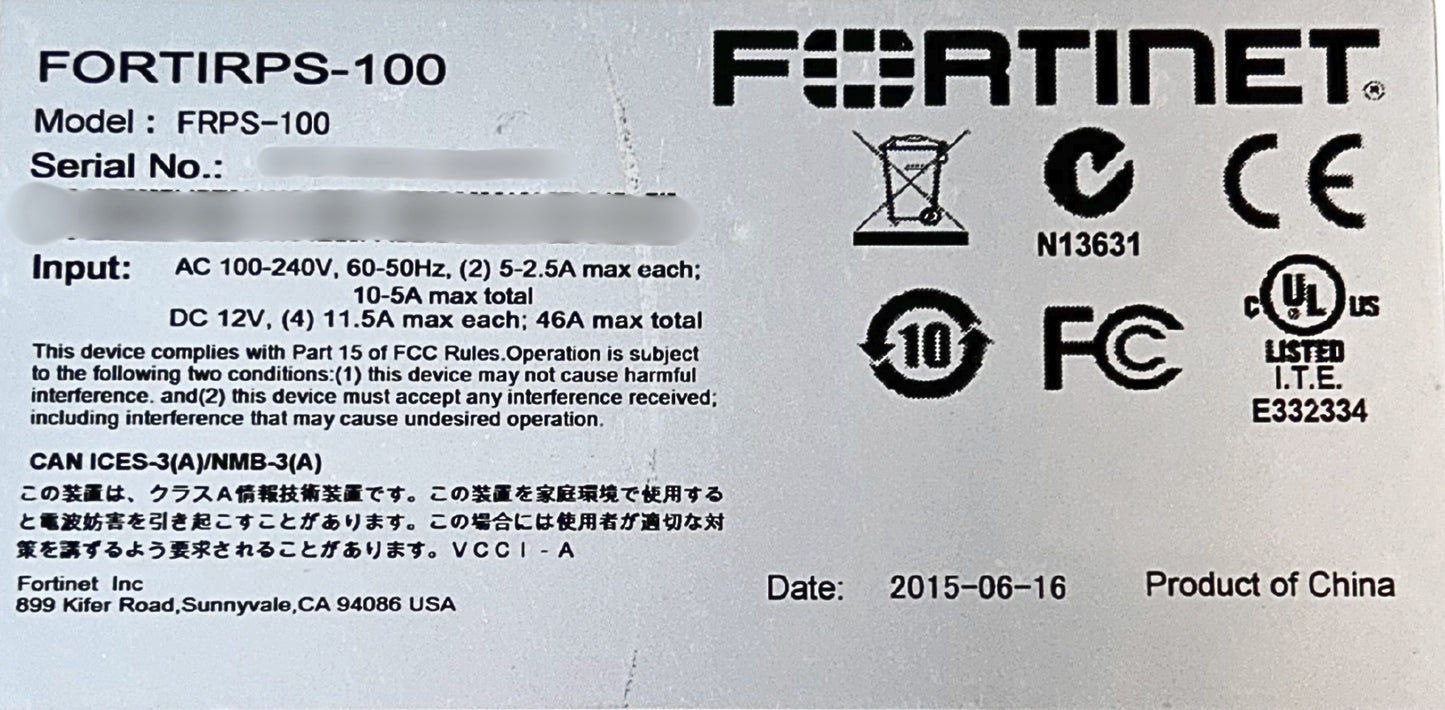 FORTIRPS-100
Model : FRPS-100
Serial No.:
Input: AC 100-240V, 60-50Hz, (2) 5-2.5A max each;
10-5A max total
DC 12V, (4) 11.5A max each; 46A max total
This device complies with Part 15 of FCC Rules.Operation is subject
to the following two conditions:(1) this device may not cause harmful
interference. and(2) this device must accept any interference received;
including interference that may cause undesired operation.
CAN ICES-3(A)/NMB-3(A)
この装置は、クラスA情報技術装置です。この装置を家庭環境で使用する
と電波妨害を引き起こすことがあります。この場合には使用者が適切な対
策を講ずるよう要求されることがあります。VCCI-A
Fortinet Inc
899 Kifer Road,Sunnyvale,CA 94086 USA
FORTINET®
N13631
CE
10
FC
C UL US
®
LISTED
I.T.E.
E332334
Date: 2015-06-16 Product of China